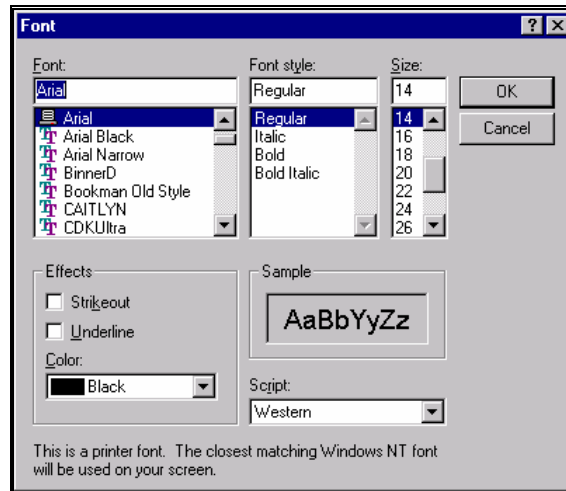 Font
Font: Font style: Size:
Arial Regular 14 OK
Arial Regular 14 Cancel
Arial Black Italic 16
Arial Narrow Bold 18
BinnerD Bold Italic 20
Bookman Old Style 22
CAITLYN 24
CDKUltra 26
Effects Sample
Strikeout
Underline AaBbYyZz
Color:
Black Script:
Western
This is a printer font. The closest matching Windows NT font
will be used on your screen.